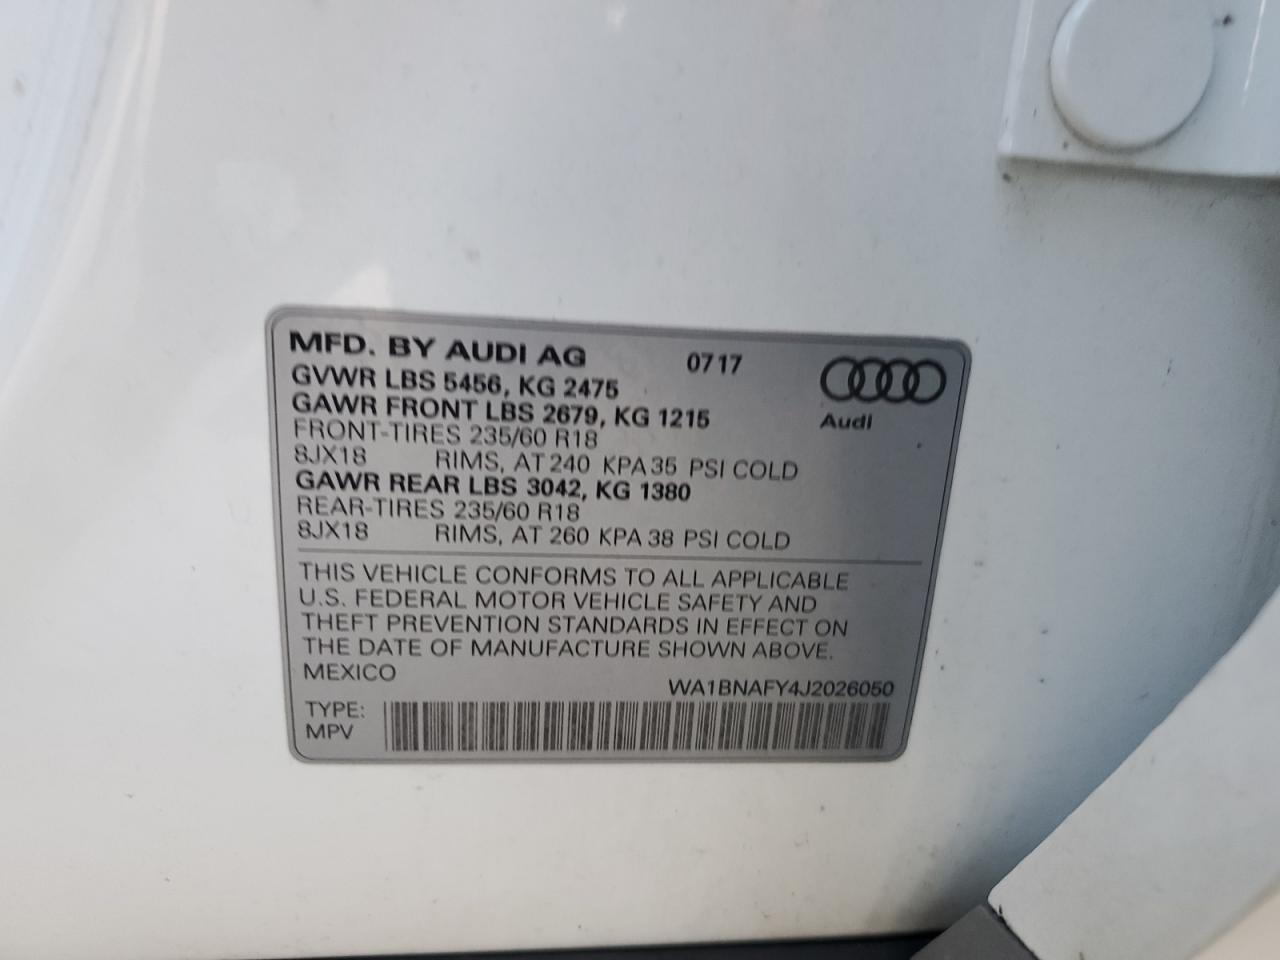 MFD. BY AUDI AG 0717
GVWR LBS 5456, KG 2475
GAWR FRONT LBS 2679, KG 1215
Audi
FRONT-TIRES 235/60 R18
8JX18 RIMS, AT 240 KPA 35 PSI COLD
GAWR REAR LBS 3042, KG 1380
REAR-TIRES 235/60 R18
8JX18 RIMS, AT 260 KPA 38 PSI COLD
THIS VEHICLE CONFORMS TO ALL APPLICABLE
U.S. FEDERAL MOTOR VEHICLE SAFETY AND
THEFT PREVENTION STANDARDS IN EFFECT ON
THE DATE OF MANUFACTURE SHOWN ABOVE.
MEXICO
WA1BNAFY4J2026050
TYPE:
MPV